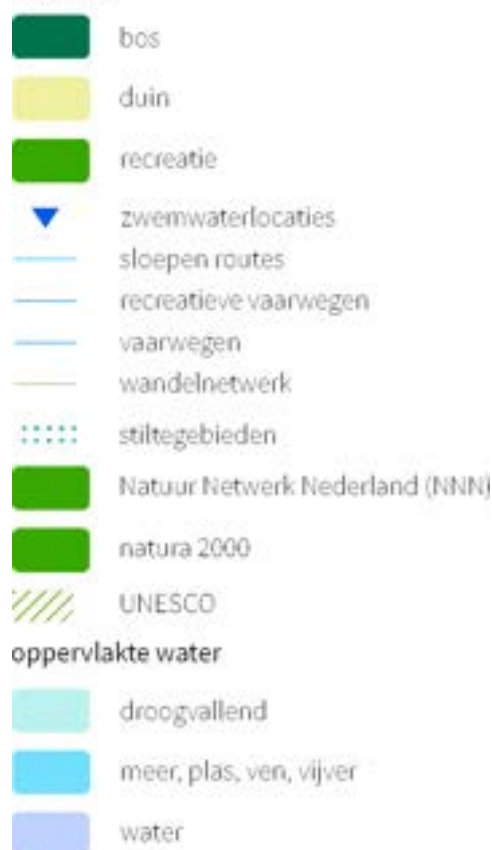 bos
duin
recreatie
zwemwaterlocaties
sloepen routes
recreatieve vaarwegen
vaarwegen
wandelnetwerk
stiltegebieden
Natuur Netwerk Nederland (NNN)
natura 2000
UNESCO
oppervlakte water
droogvallend
meer, plas, ven, vijver
water